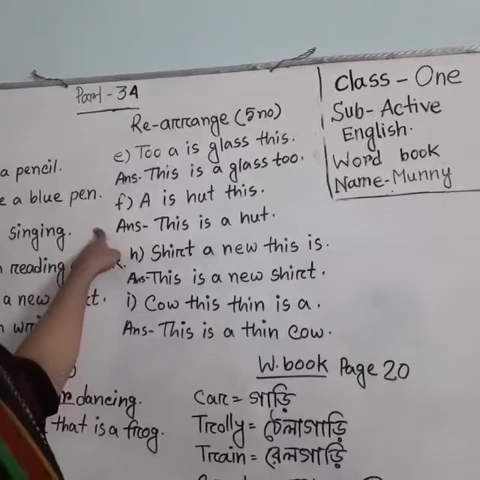 Part-34
Re-arrange (5no)
e) Too a is glass this.
Ans- This is a glass too.
f) A is hut this.
Ans- This is a hut.
h) Shirt a new this is.
Ans- This is a new shirt.
i) Cow this thin is a.
Ans- This is a thin cow.
Class - One
Sub- Active
English.
Word book
Name- Munny
a pencil.
a blue pen.
singing.
reading
a new
dancing.
that is a frog.
W. book Page 20
Car = গাড়ি
Trolly = ঠেলাগাড়ি
Train = রেলগাড়ি